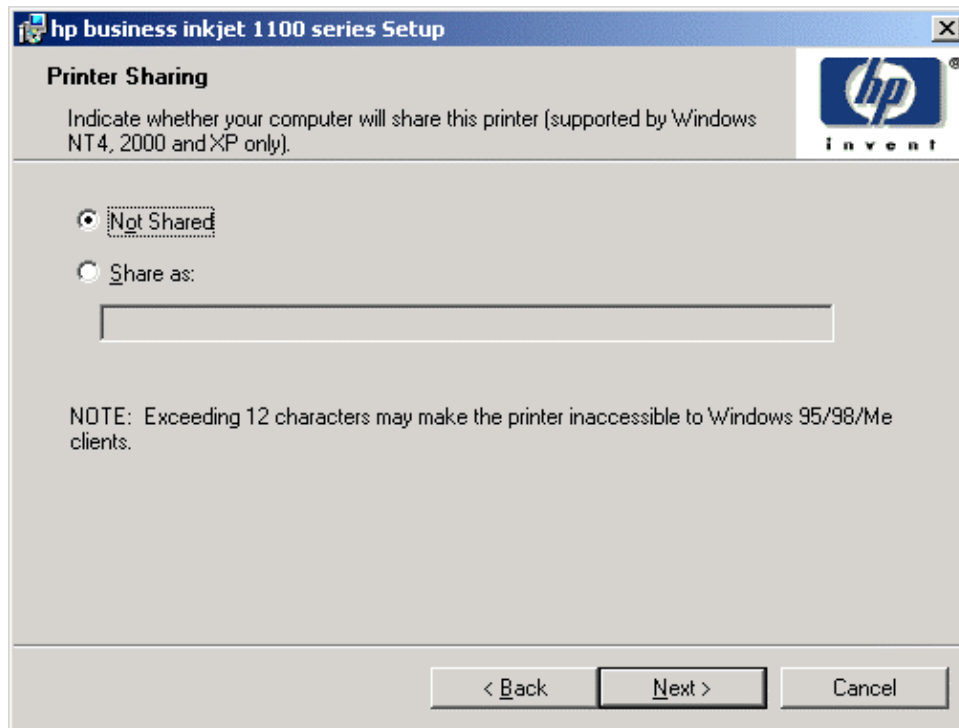 hp business inkjet 1100 series Setup
Printer Sharing
Indicate whether your computer will share this printer (supported by Windows
NT4, 2000 and XP only).
hp
®
invent
Not Shared
Share as:
NOTE: Exceeding 12 characters may make the printer inaccessible to Windows 95/98/Me
clients.
< Back
Next >
Cancel